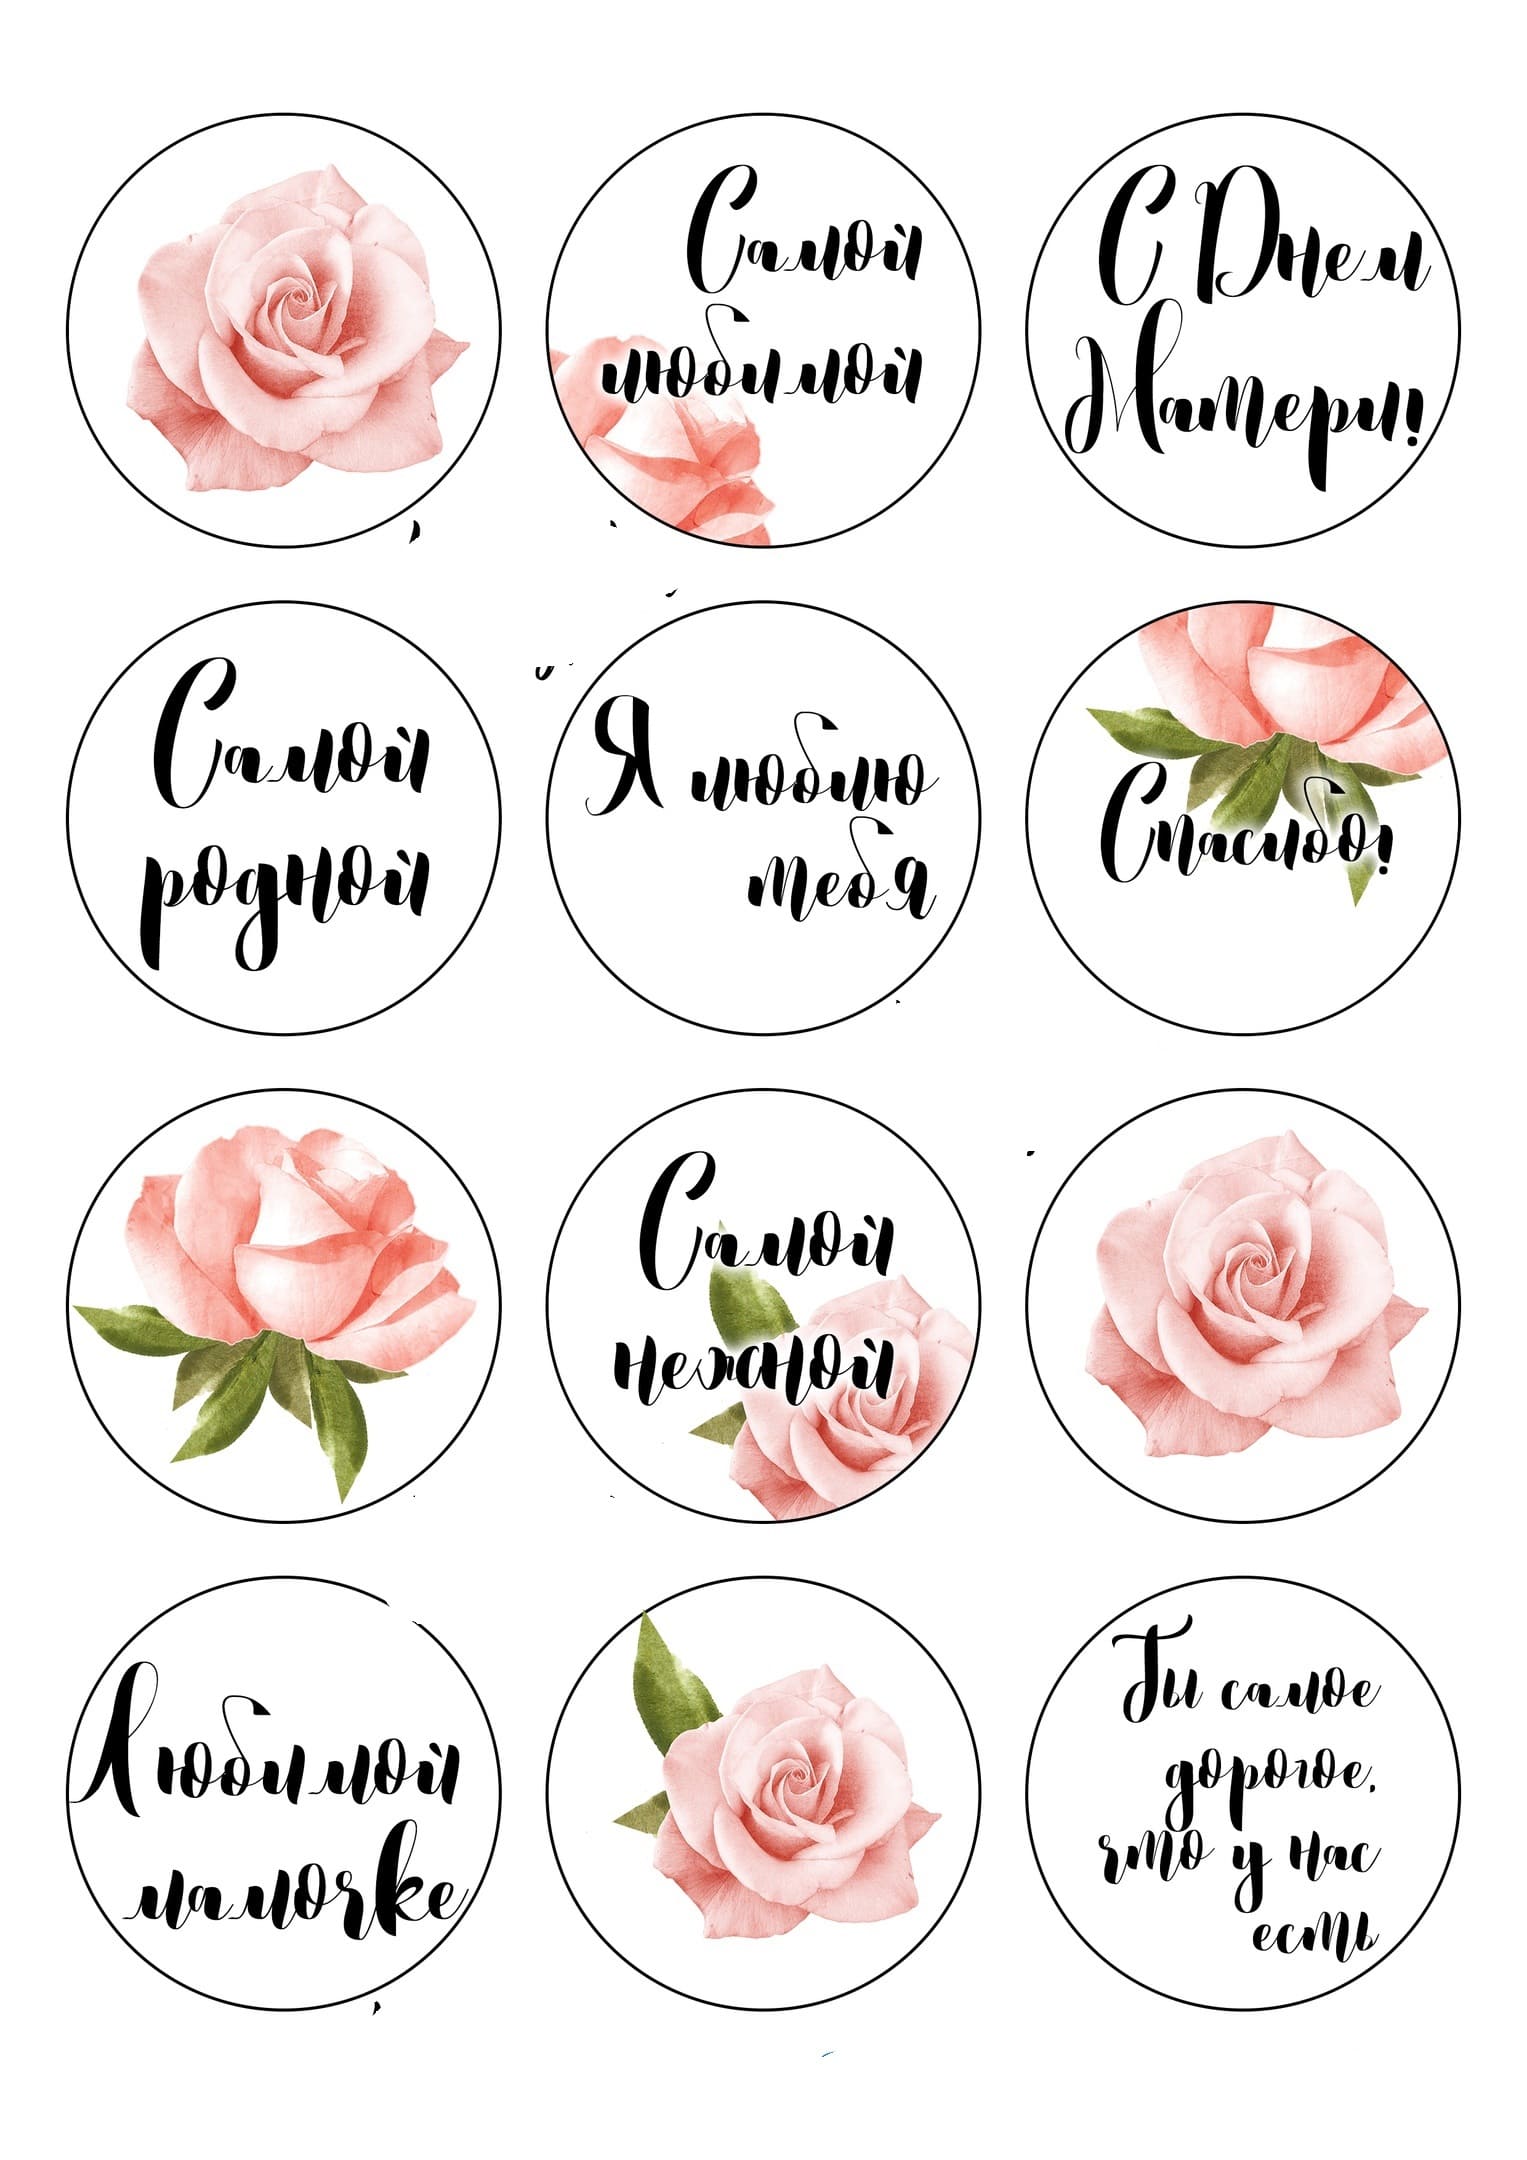 Самой
любимой
С Днем
Матери!
Самой
родной
Я люблю
тебя
Спасибо!
Самой
нежной
Любимой
мамочке
Ты самое
дорогое,
что у нас
есть